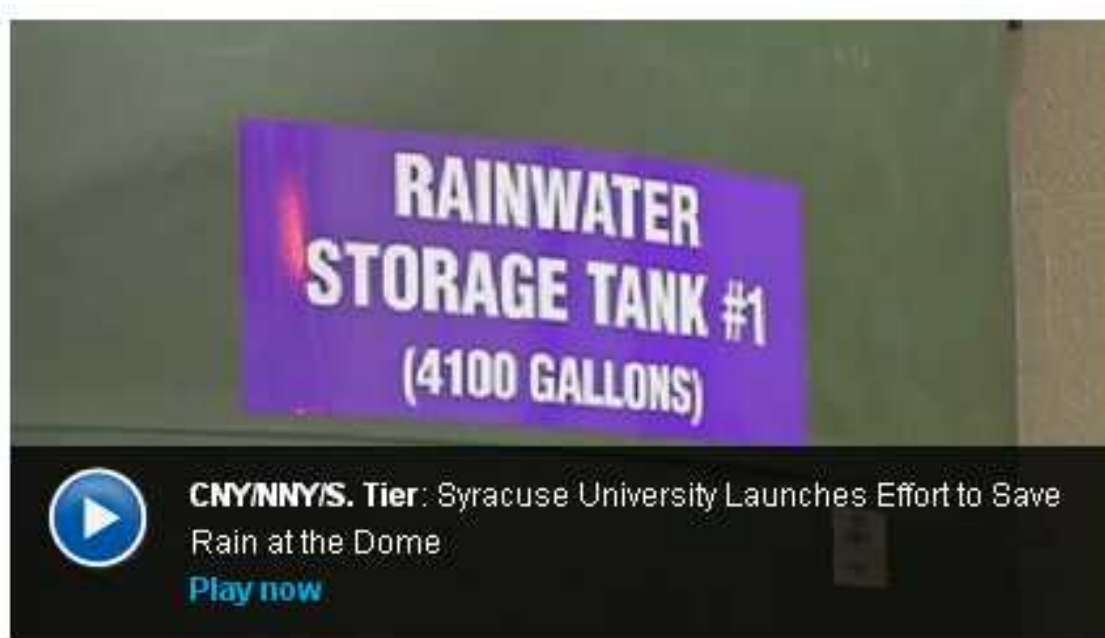 RAINWATER
STORAGE TANK #1
(4100 GALLONS)
CNY/NNY/S. Tier: Syracuse University Launches Effort to Save
Rain at the Dome
Play now